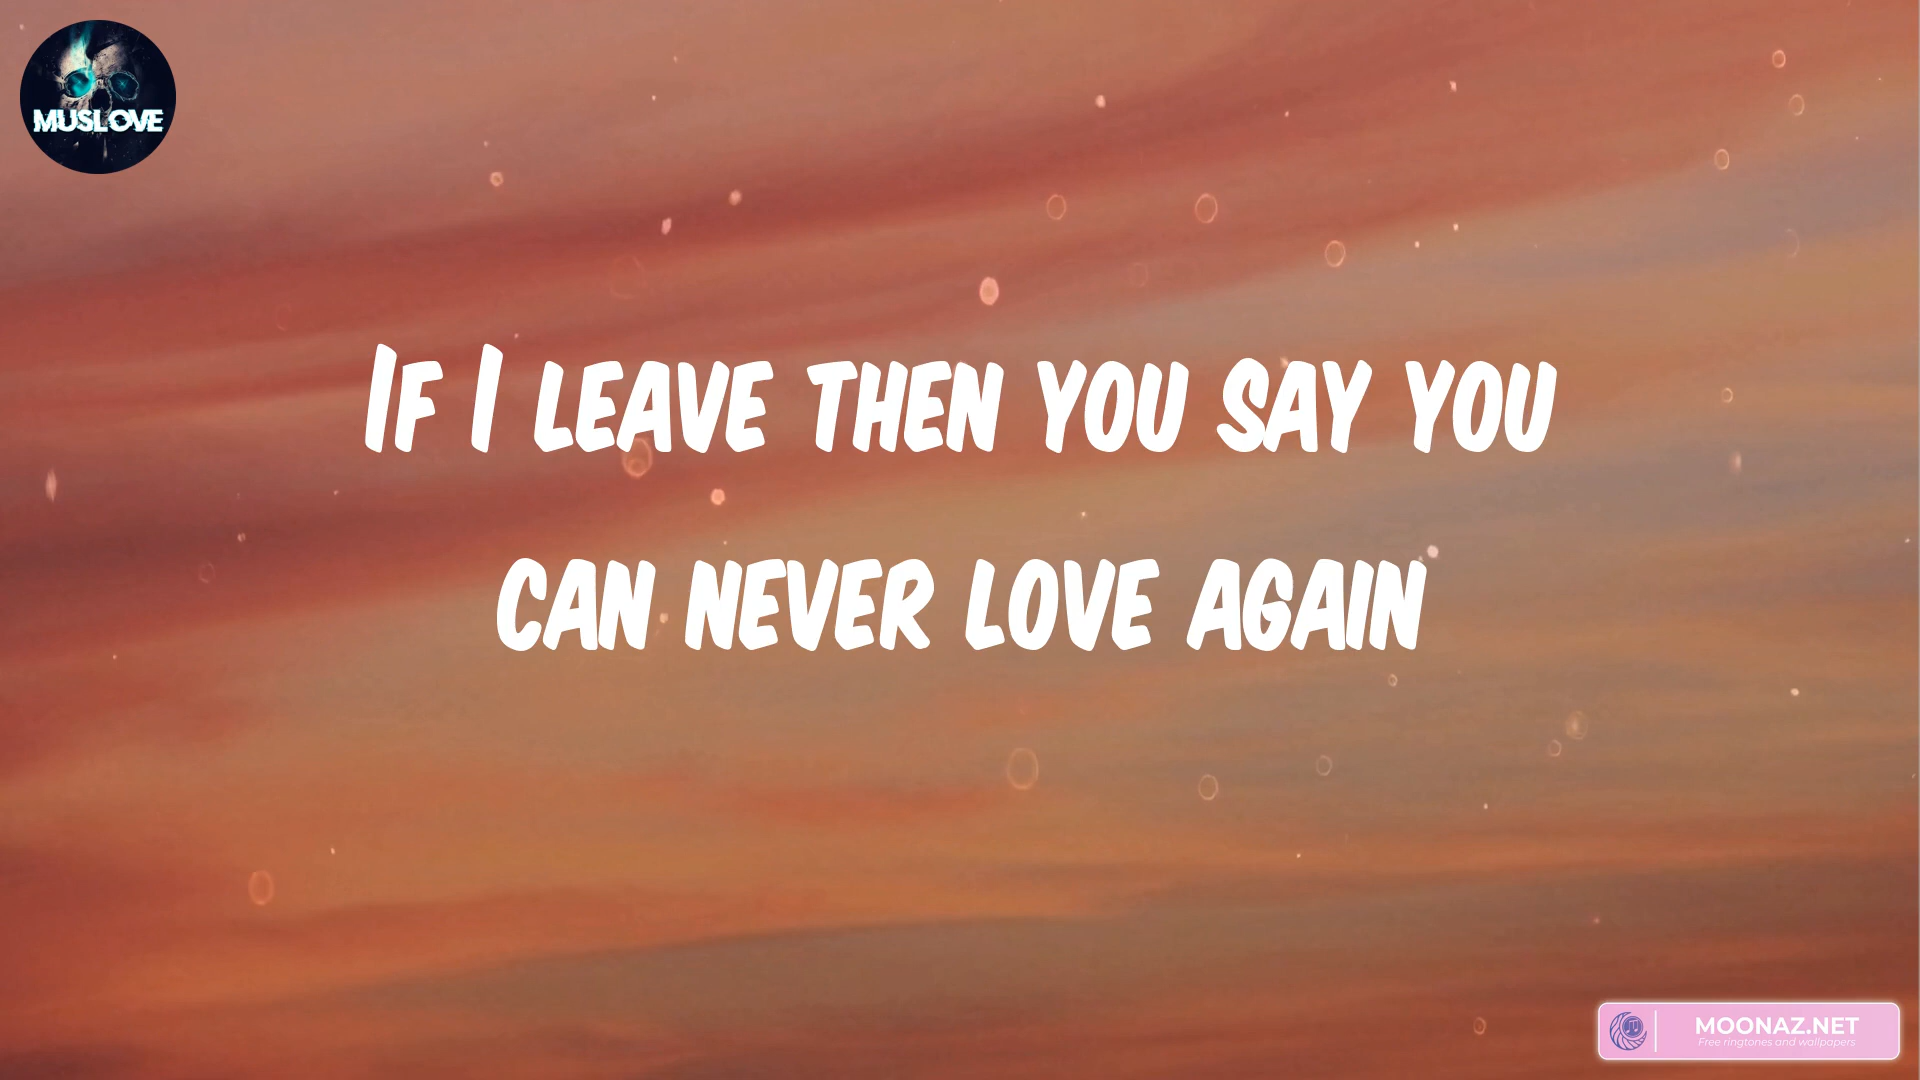 MUSLOVE
If I leave then you say you
can never love again
MOONAZ.NET
Free ringtones and wallpapers